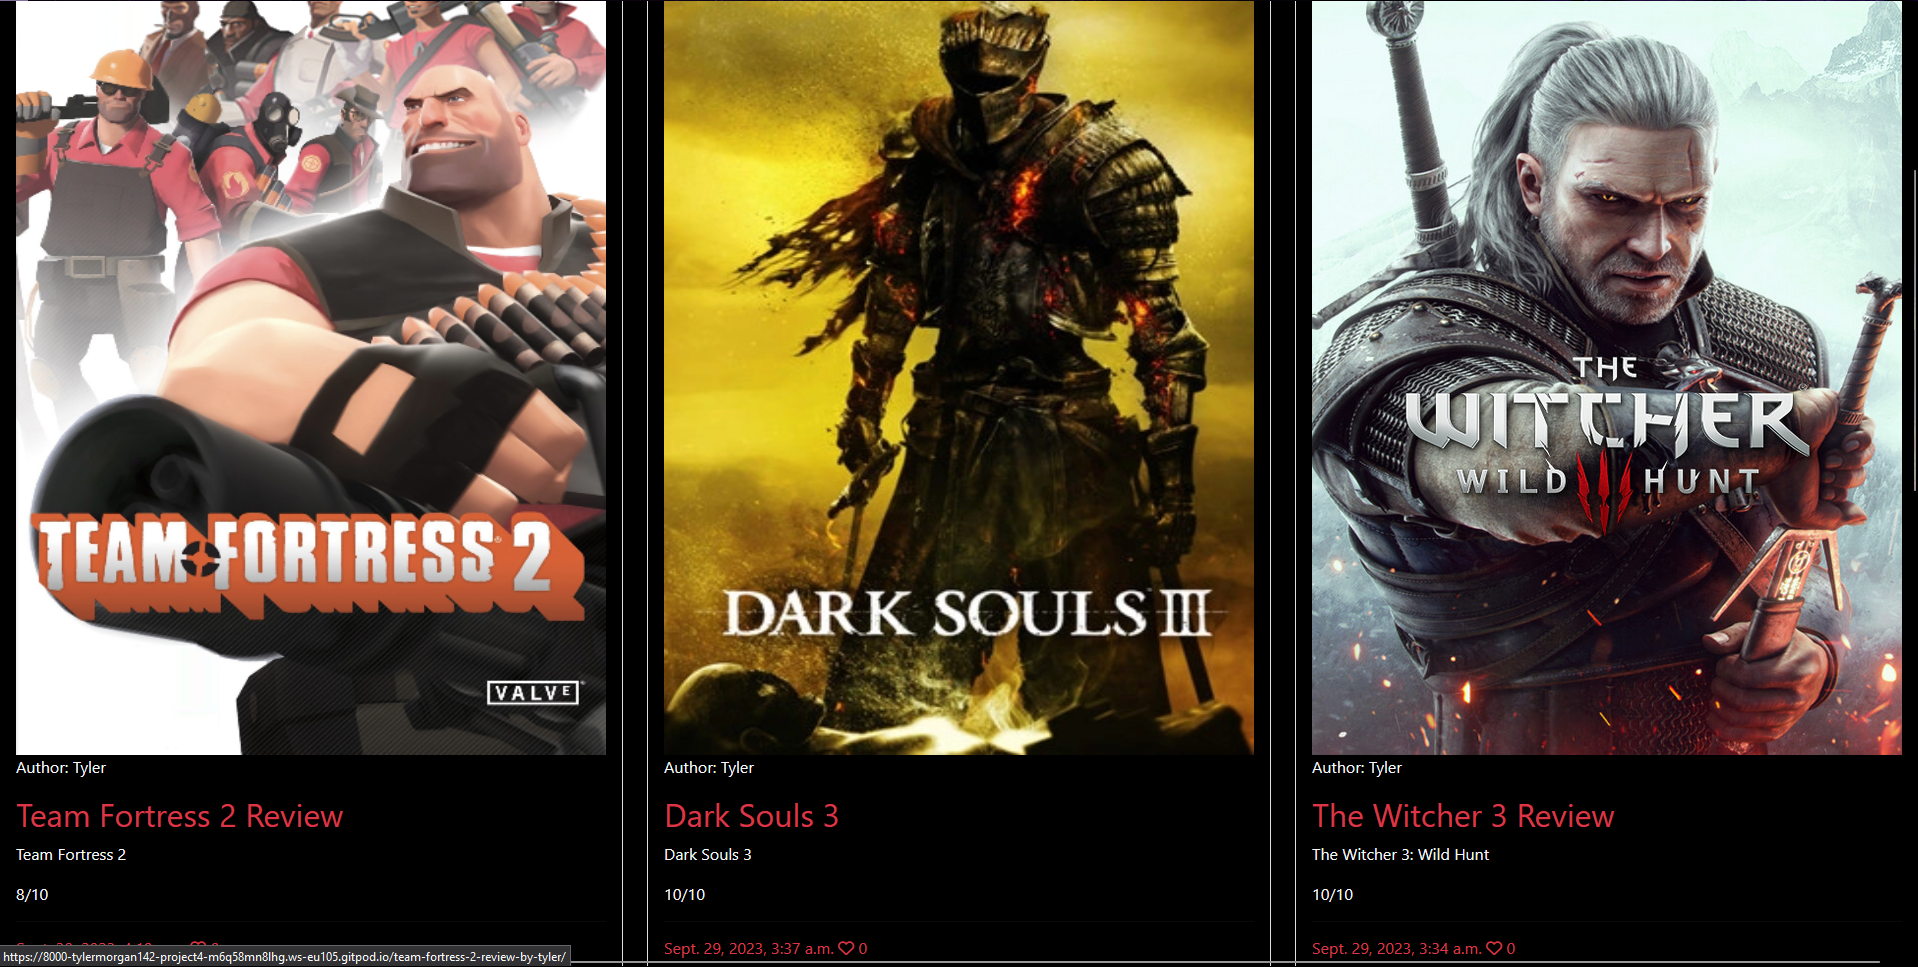 TEAM FORTRESS 2
VALVE
Author: Tyler
Team Fortress 2 Review
Team Fortress 2
8/10
https://8000-tylermorgan142-project4-m6q58mn8lhg.ws-eu105.gitpod.io/team-fortress-2-review-by-tyler/
DARK SOULS III
Author: Tyler
Dark Souls 3
Dark Souls 3
10/10
Sept. 29, 2023, 3:37 a.m. 0
THE
WITCHER
WILD HUNT
Author: Tyler
The Witcher 3 Review
The Witcher 3: Wild Hunt
10/10
Sept. 29, 2023, 3:34 a.m. 0